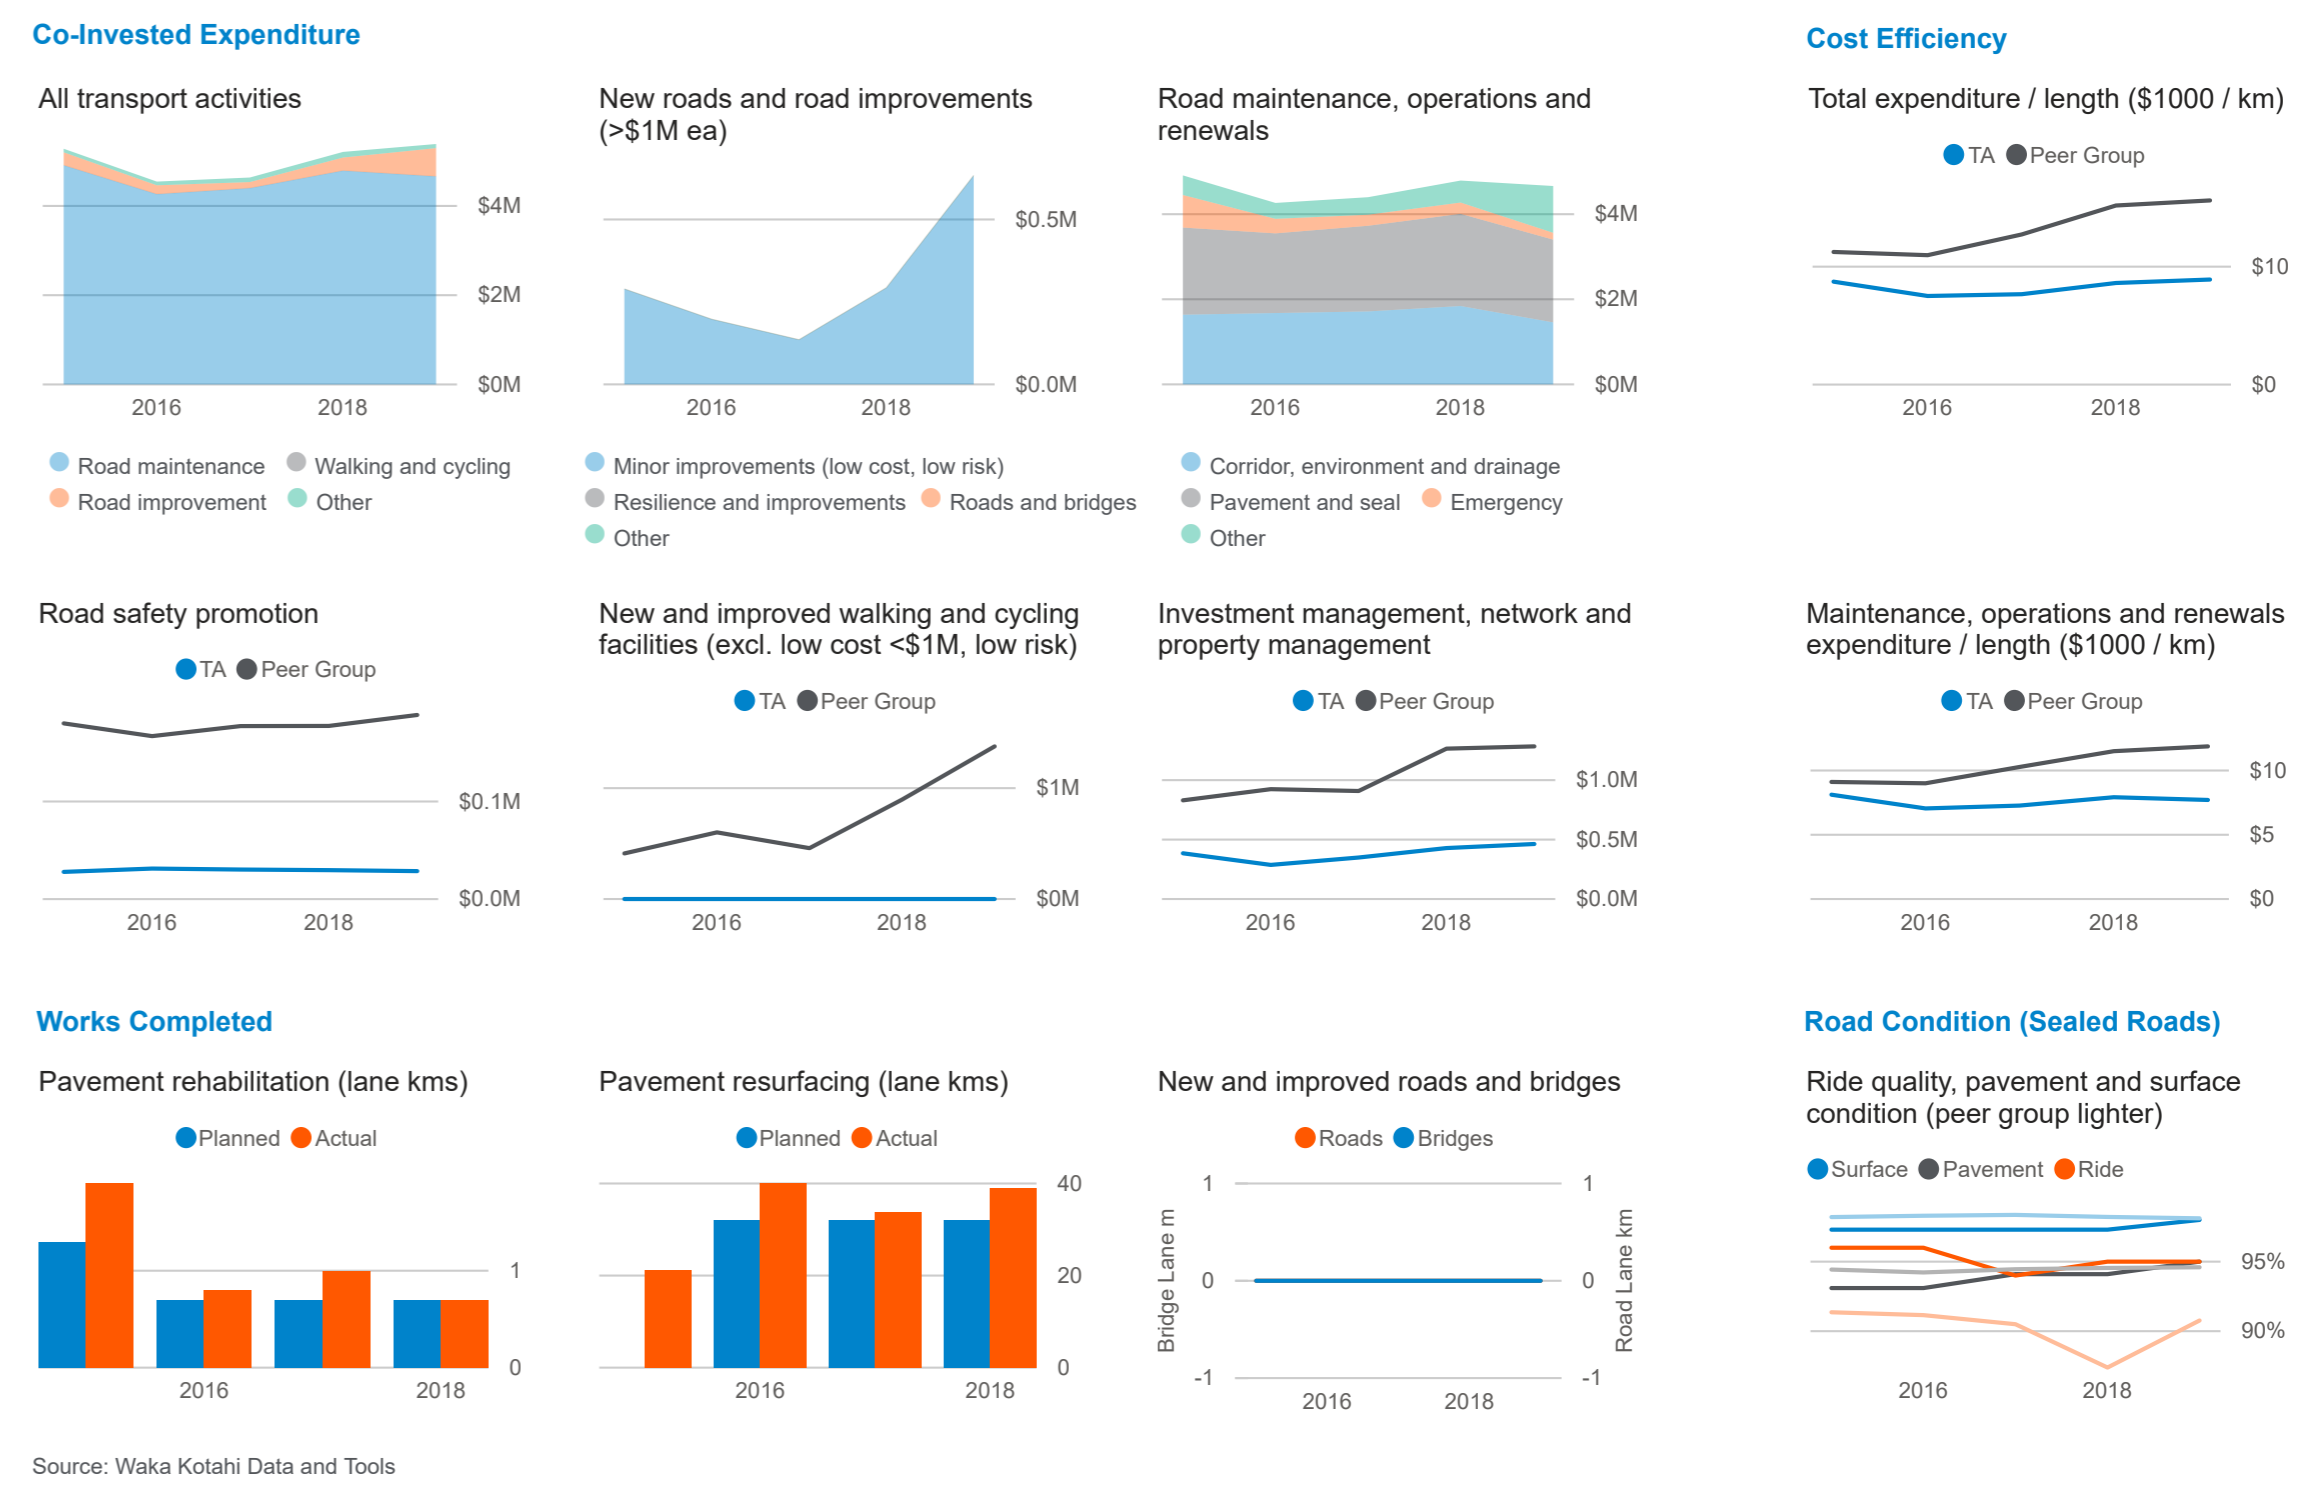 Co-Invested Expenditure
Cost Efficiency
All transport activities
$4M
$2M
$0M
2016 2018
Road maintenance Walking and cycling
Road improvement Other
New roads and road improvements
(>$1M ea)
$0.5M
$0.0M
2016 2018
Minor improvements (low cost, low risk)
Resilience and improvements Roads and bridges
Other
Road maintenance, operations and
renewals
$4M
$2M
$0M
2016 2018
Corridor, environment and drainage
Pavement and seal Emergency
Other
Total expenditure / length ($1000 / km)
TA Peer Group
$10
$0
2016 2018
Road safety promotion
TA Peer Group
$0.1M
$0.0M
2016 2018
New and improved walking and cycling
facilities (excl. low cost <$1M, low risk)
TA Peer Group
$1M
$0M
2016 2018
Investment management, network and
property management
TA Peer Group
$1.0M
$0.5M
$0.0M
2016 2018
Maintenance, operations and renewals
expenditure / length ($1000 / km)
TA Peer Group
$10
$5
$0
2016 2018
Works Completed
Road Condition (Sealed Roads)
Pavement rehabilitation (lane kms)
Planned Actual
1
0
2016 2018
Pavement resurfacing (lane kms)
Planned Actual
40
20
0
2016 2018
New and improved roads and bridges
Roads Bridges
Bridge Lane m
1 1
0 0
-1 -1
Road Lane km
2016 2018
Ride quality, pavement and surface
condition (peer group lighter)
Surface Pavement Ride
95%
90%
2016 2018
Source: Waka Kotahi Data and Tools